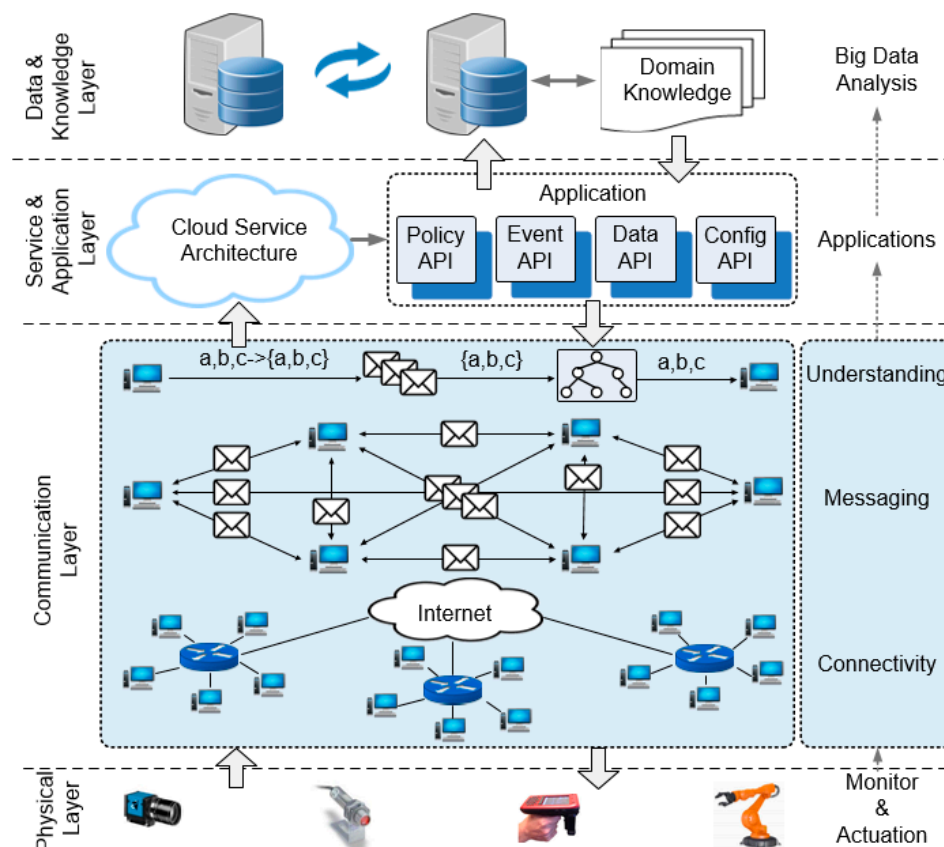 Data &
Knowledge
Layer
Domain
Knowledge
Big Data
Analysis
Service &
Application
Layer
Cloud Service
Architecture
Application
Policy
API
Event
API
Data
API
Config
API
Applications
Communication
Layer
a,b,c->{a,b,c}
{a,b,c}
a,b,c
Understanding
Messaging
Internet
Connectivity
Physical
Layer
Monitor
&
Actuation